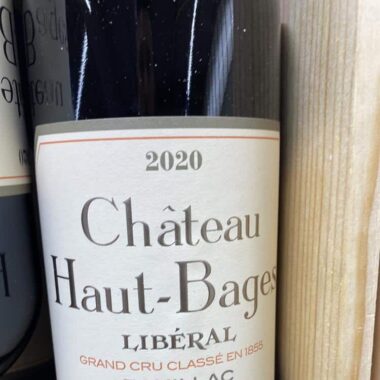 2020
Château
Haut-Bages
LIBÉRAL
GRAND CRU CLASSÉ EN 1855